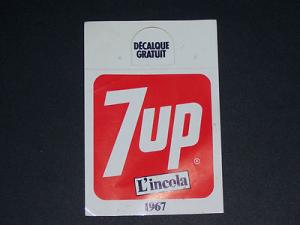 DÉCALQUE
GRATUIT
7up
®
L'incola
1967